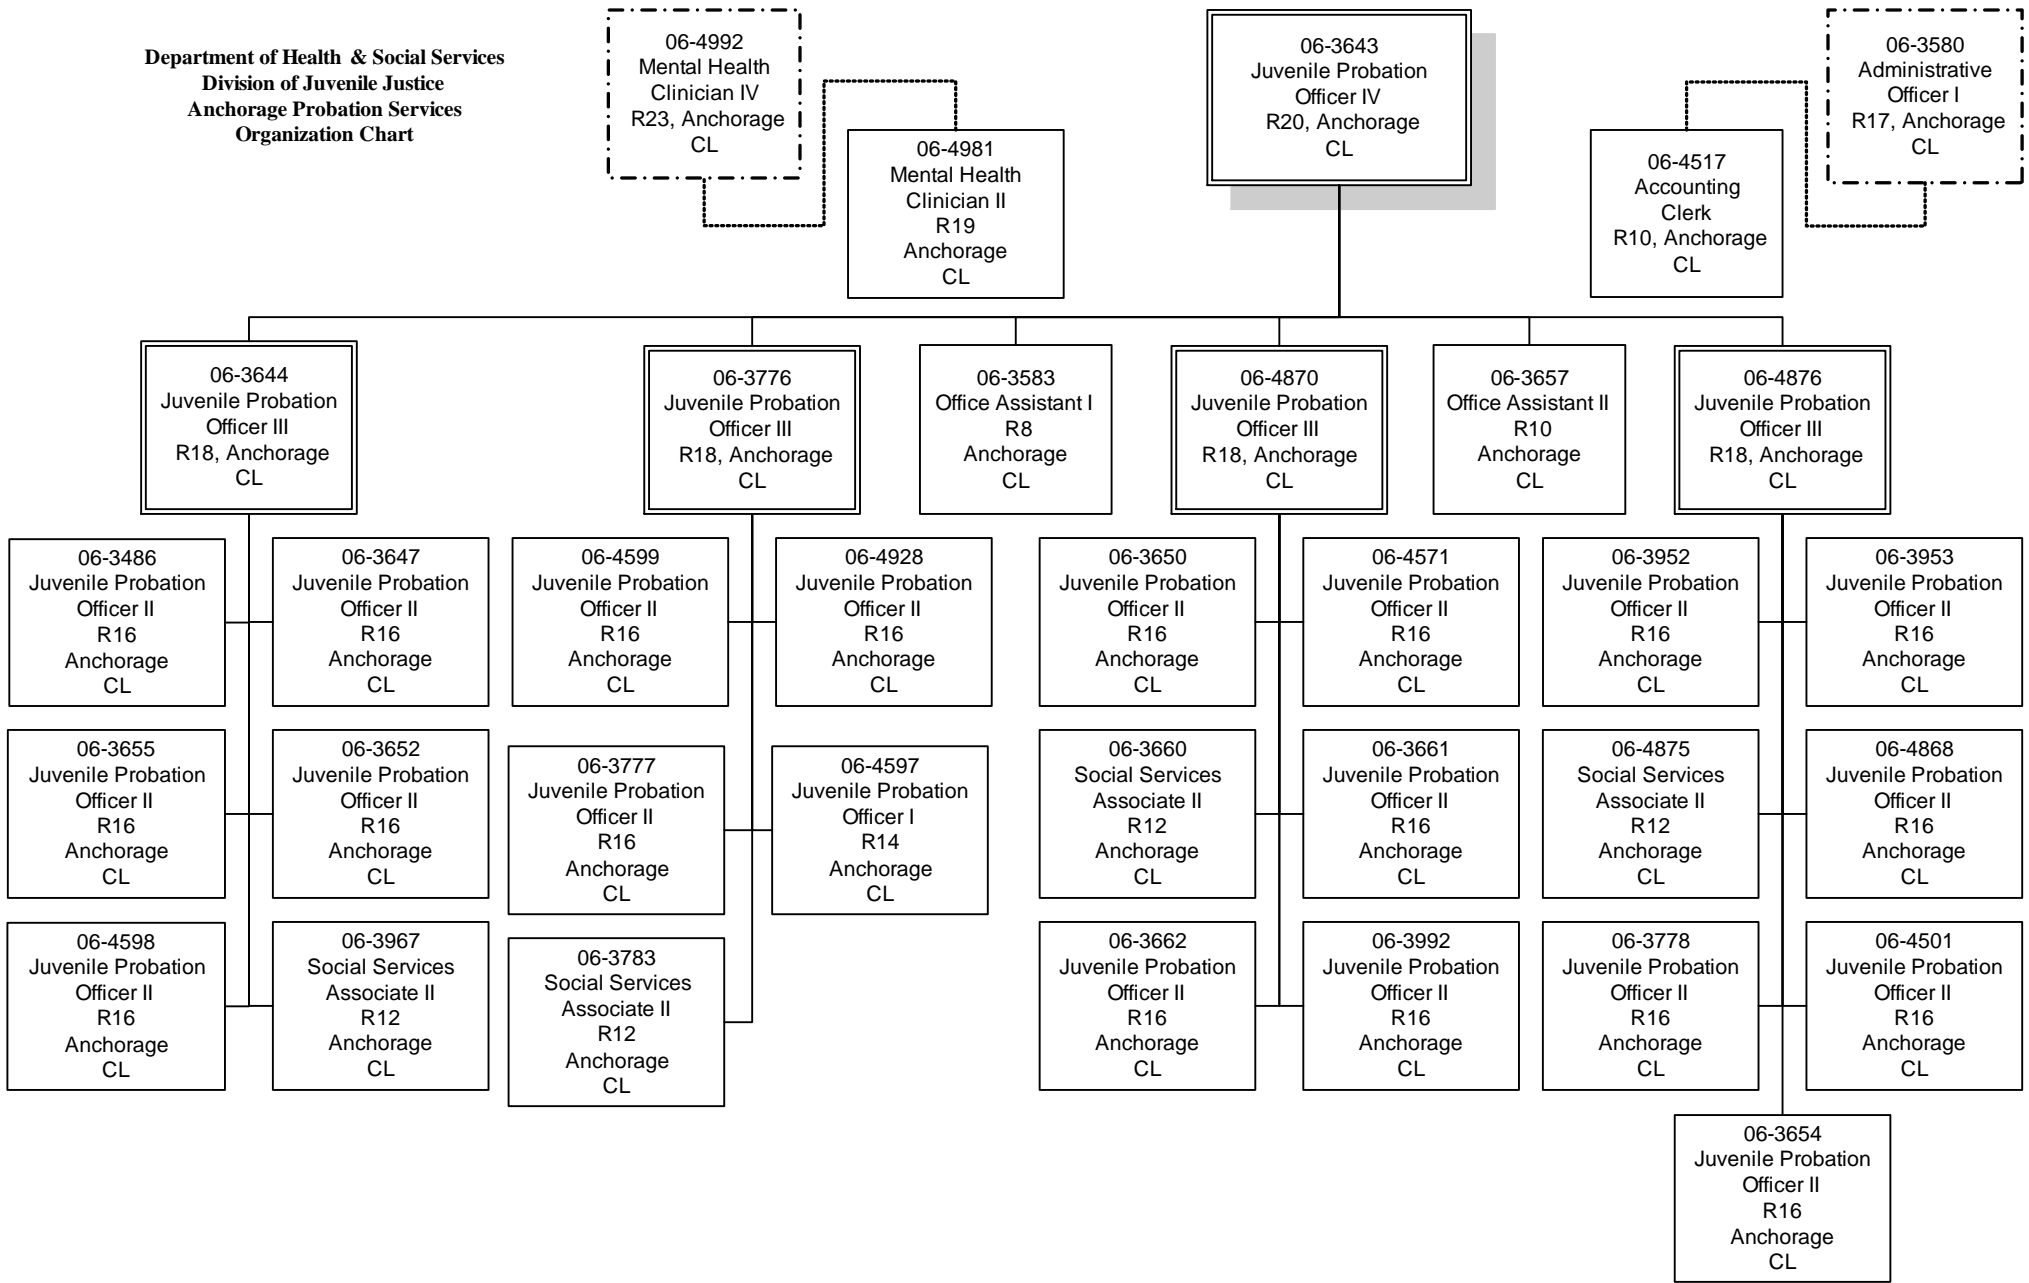 Department of Health & Social Services
Division of Juvenile Justice
Anchorage Probation Services
Organization Chart
06-4992
Mental Health
Clinician IV
R23, Anchorage
CL
06-4981
Mental Health
Clinician II
R19
Anchorage
CL
06-3643
Juvenile Probation
Officer IV
R20, Anchorage
CL
06-4517
Accounting
Clerk
R10, Anchorage
CL
06-3580
Administrative
Officer I
R17, Anchorage
CL
06-3644
Juvenile Probation
Officer III
R18, Anchorage
CL
06-3776
Juvenile Probation
Officer III
R18, Anchorage
CL
06-3583
Office Assistant I
R8
Anchorage
CL
06-4870
Juvenile Probation
Officer III
R18, Anchorage
CL
06-3657
Office Assistant II
R10
Anchorage
CL
06-4876
Juvenile Probation
Officer III
R18, Anchorage
CL
06-3486
Juvenile Probation
Officer II
R16
Anchorage
CL
06-3647
Juvenile Probation
Officer II
R16
Anchorage
CL
06-4599
Juvenile Probation
Officer II
R16
Anchorage
CL
06-4928
Juvenile Probation
Officer II
R16
Anchorage
CL
06-3650
Juvenile Probation
Officer II
R16
Anchorage
CL
06-4571
Juvenile Probation
Officer II
R16
Anchorage
CL
06-3952
Juvenile Probation
Officer II
R16
Anchorage
CL
06-3953
Juvenile Probation
Officer II
R16
Anchorage
CL
06-3655
Juvenile Probation
Officer II
R16
Anchorage
CL
06-3652
Juvenile Probation
Officer II
R16
Anchorage
CL
06-3777
Juvenile Probation
Officer II
R16
Anchorage
CL
06-4597
Juvenile Probation
Officer I
R14
Anchorage
CL
06-3660
Social Services
Associate II
R12
Anchorage
CL
06-3661
Juvenile Probation
Officer II
R16
Anchorage
CL
06-4875
Social Services
Associate II
R12
Anchorage
CL
06-4868
Juvenile Probation
Officer II
R16
Anchorage
CL
06-4598
Juvenile Probation
Officer II
R16
Anchorage
CL
06-3967
Social Services
Associate II
R12
Anchorage
CL
06-3783
Social Services
Associate II
R12
Anchorage
CL
06-3662
Juvenile Probation
Officer II
R16
Anchorage
CL
06-3992
Juvenile Probation
Officer II
R16
Anchorage
CL
06-3778
Juvenile Probation
Officer II
R16
Anchorage
CL
06-4501
Juvenile Probation
Officer II
R16
Anchorage
CL
06-3654
Juvenile Probation
Officer II
R16
Anchorage
CL